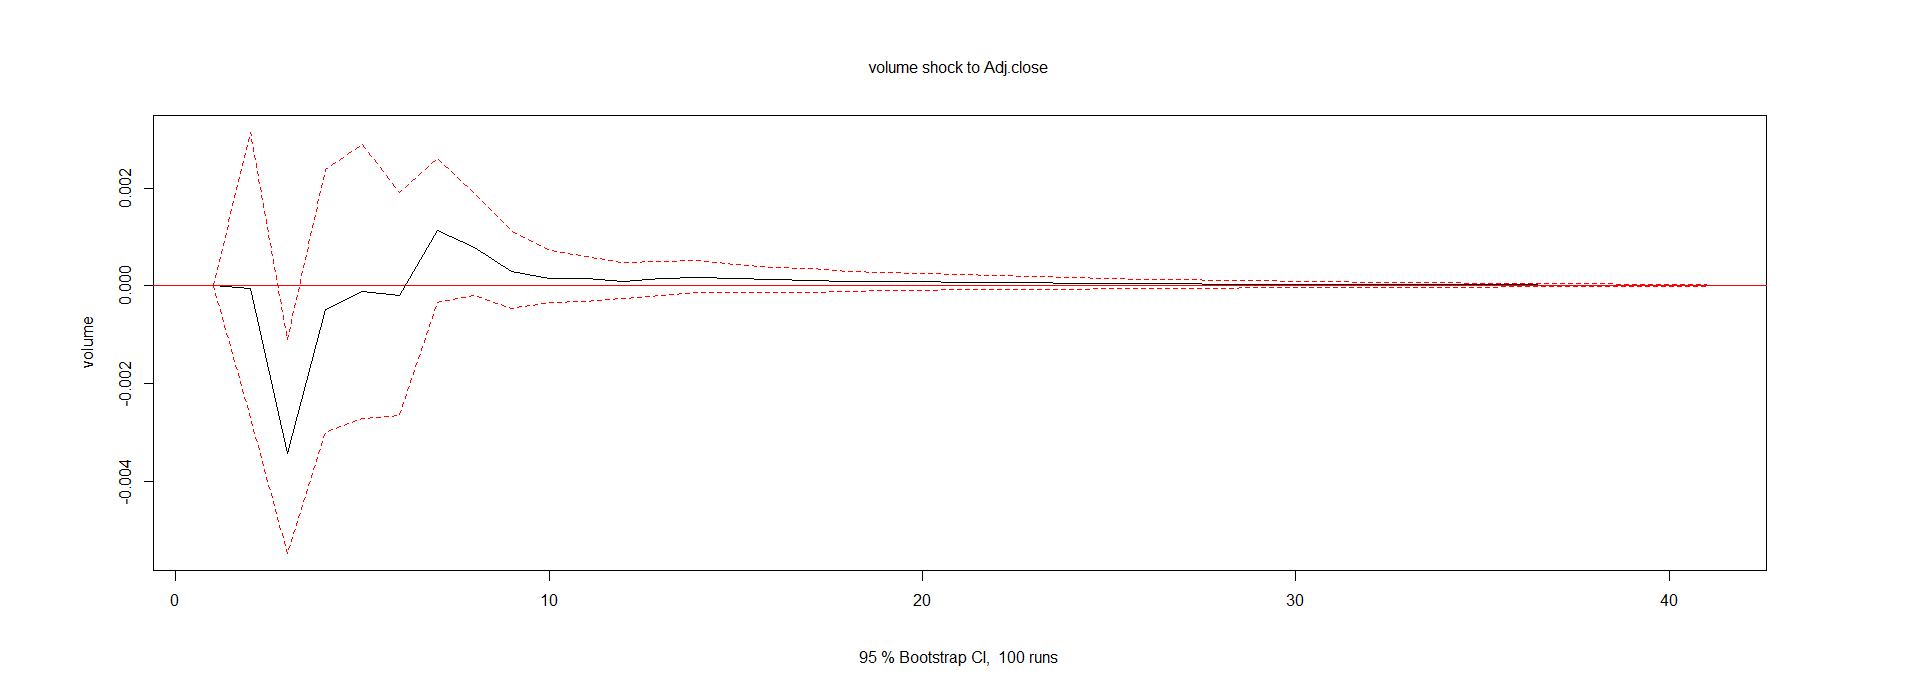 volume shock to Adj.close
volume
0.002
0.000
-0.002
-0.004
0 10 20 30 40
95 % Bootstrap CI, 100 runs